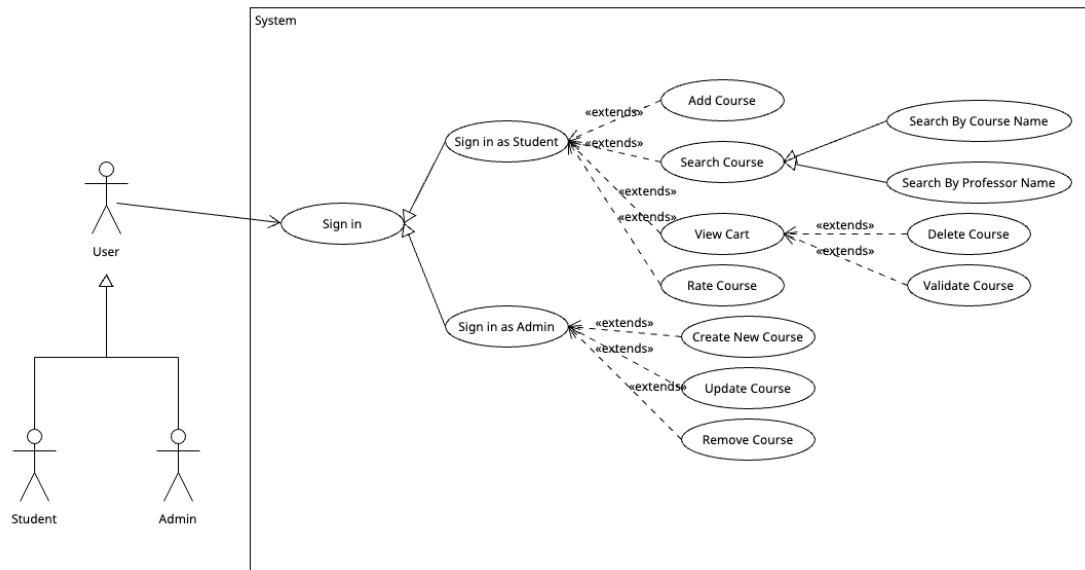 System
Add Course
«extends»
Search By Course Name
Sign in as Student
«extends»
Search Course
Search By Professor Name
«extends»
User
Sign in
«extends»
View Cart
«extends»
Delete Course
«extends»
Rate Course
Validate Course
Sign in as Admin
«extends»
Create New Course
«extends»
«extends»
Update Course
Remove Course
Student
Admin